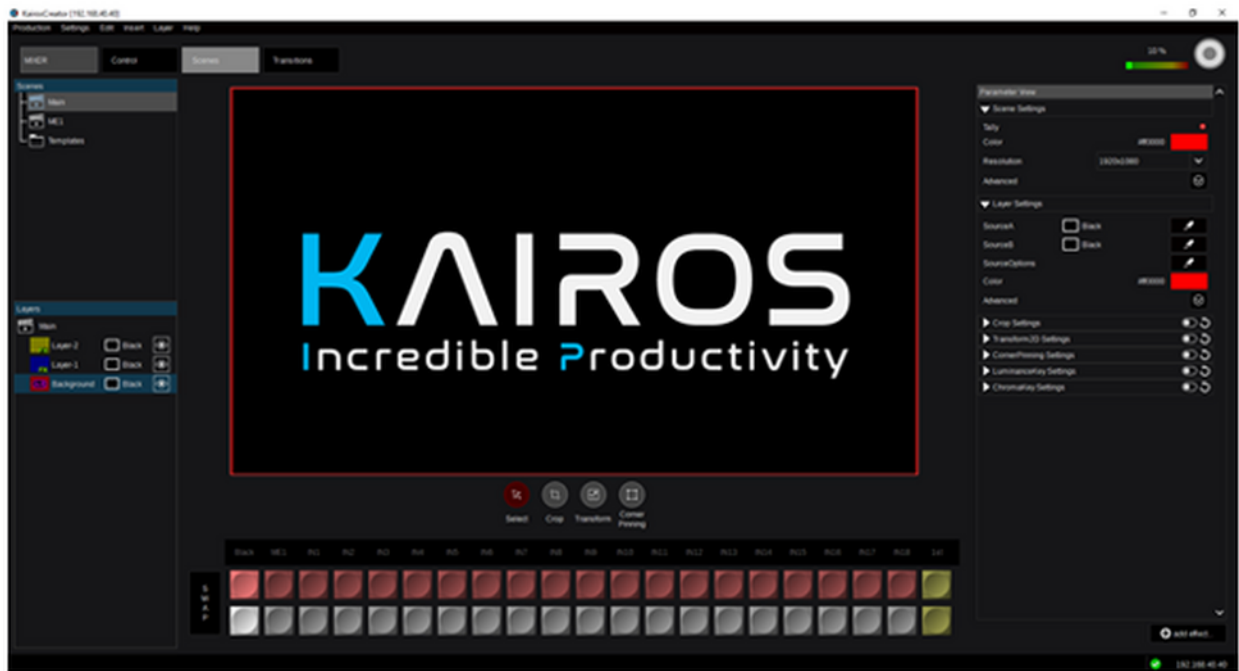 KairosCreator [192.168.40.40]
Production Settings Edit Insert Layer Help
MIXER Control Scenes Transitions
10 %
Scenes
Main
ME1
Templates
Layers
Main
Layer-2 Black
Layer-1 Black
Background Black
KAIROS
Incredible Productivity
Select Crop Transform Corner Pinning
Black ME1 IN1 IN2 IN3 IN4 IN5 IN6 IN7 IN8 IN9 IN10 IN11 IN12 IN13 IN14 IN15 IN16 IN17 IN18 1st
SWAP
Parameter View
Scene Settings
Tally
Color #ff0000
Resolution 1920x1080
Advanced
Layer Settings
SourceA Black
SourceB Black
SourceOptions
Color #ff0000
Advanced
Crop Settings
Transform2D Settings
CornerPinning Settings
LuminanceKey Settings
ChromaKey Settings
add effect...
192.168.40.40